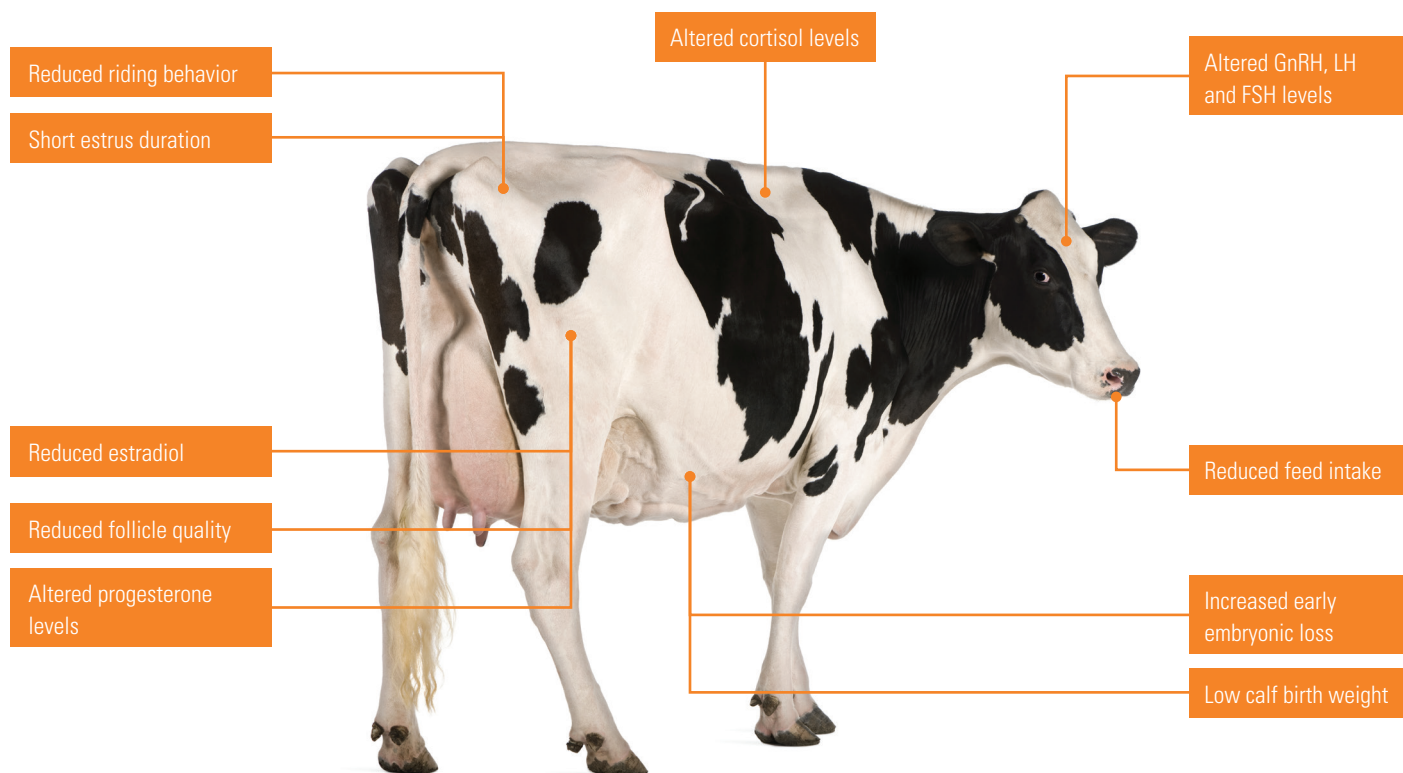 Altered cortisol levels
Reduced riding behavior
Altered GnRH, LH
and FSH levels
Short estrus duration
Reduced estradiol
Reduced feed intake
Reduced follicle quality
Altered progesterone
levels
Increased early
embryonic loss
Low calf birth weight